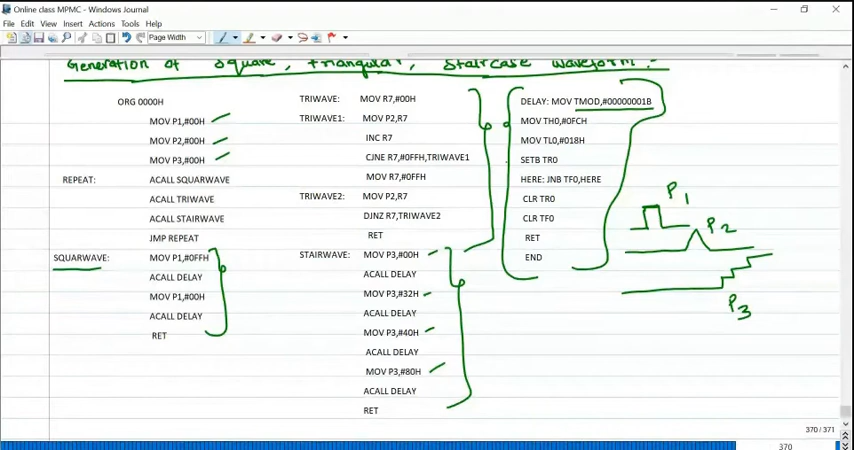 Online class MPMC - Windows Journal
File Edit View Insert Actions Tools Help
Page Width
Generation of Square, triangular, Staircase waveform :-
ORG 0000H
MOV P1,#00H
MOV P2,#00H
MOV P3,#00H
REPEAT: ACALL SQUARWAVE
ACALL TRIWAVE
ACALL STAIRWAVE
JMP REPEAT
SQUARWAVE: MOV P1,#0FFH
ACALL DELAY
MOV P1,#00H
ACALL DELAY
RET
TRIWAVE: MOV R7,#00H
TRIWAVE1: MOV P2,R7
INC R7
CJNE R7,#0FFH,TRIWAVE1
MOV R7,#0FFH
TRIWAVE2: MOV P2,R7
DJNZ R7,TRIWAVE2
RET
STAIRWAVE: MOV P3,#00H
ACALL DELAY
MOV P3,#32H
ACALL DELAY
MOV P3,#40H
ACALL DELAY
MOV P3,#80H
ACALL DELAY
RET
DELAY: MOV TMOD,#00000001B
MOV TH0,#0FCH
MOV TL0,#018H
SETB TR0
HERE: JNB TF0,HERE
CLR TR0
CLR TF0
RET
END
P1
P2
P3
370 / 371
370